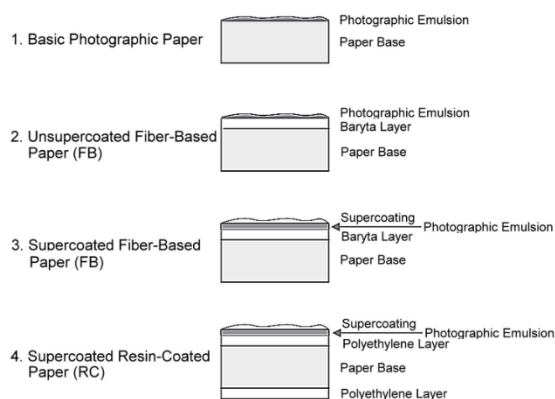 1. Basic Photographic Paper
Photographic Emulsion
Paper Base
2. Unsupercoated Fiber-Based
Paper (FB)
Photographic Emulsion
Baryta Layer
Paper Base
3. Supercoated Fiber-Based
Paper (FB)
Supercoating
Photographic Emulsion
Baryta Layer
Paper Base
4. Supercoated Resin-Coated
Paper (RC)
Supercoating
Photographic Emulsion
Polyethylene Layer
Paper Base
Polyethylene Layer